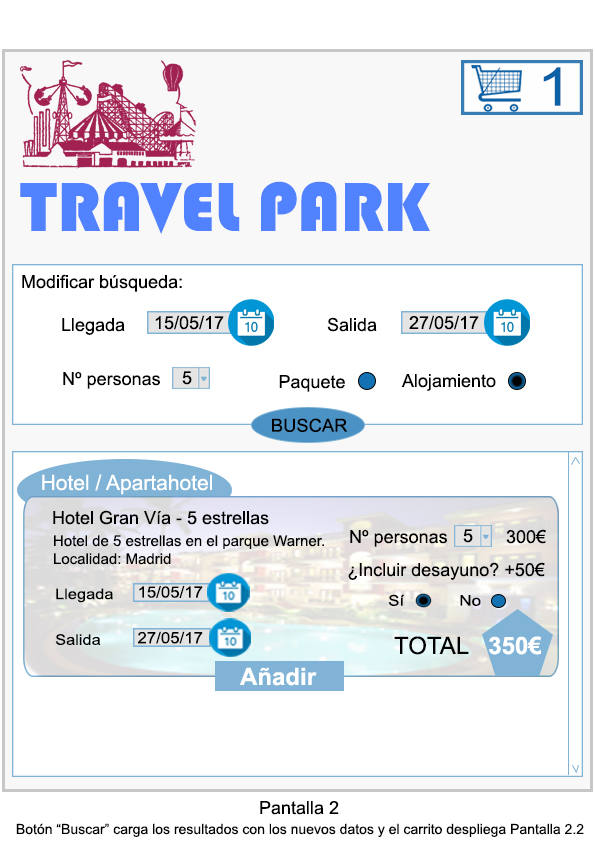 1
TRAVEL PARK
Modificar búsqueda:
Llegada 15/05/17 10 Salida 27/05/17 10
Nº personas 5 Paquete Alojamiento
BUSCAR
Hotel / Apartahotel
Hotel Gran Vía - 5 estrellas
Hotel de 5 estrellas en el parque Warner.
Localidad: Madrid
Nº personas 5 300€
¿Incluir desayuno? +50€
Llegada 15/05/17 10
Sí No
Salida 27/05/17 10
TOTAL 350€
Añadir
Pantalla 2
Botón “Buscar” carga los resultados con los nuevos datos y el carrito despliega Pantalla 2.2